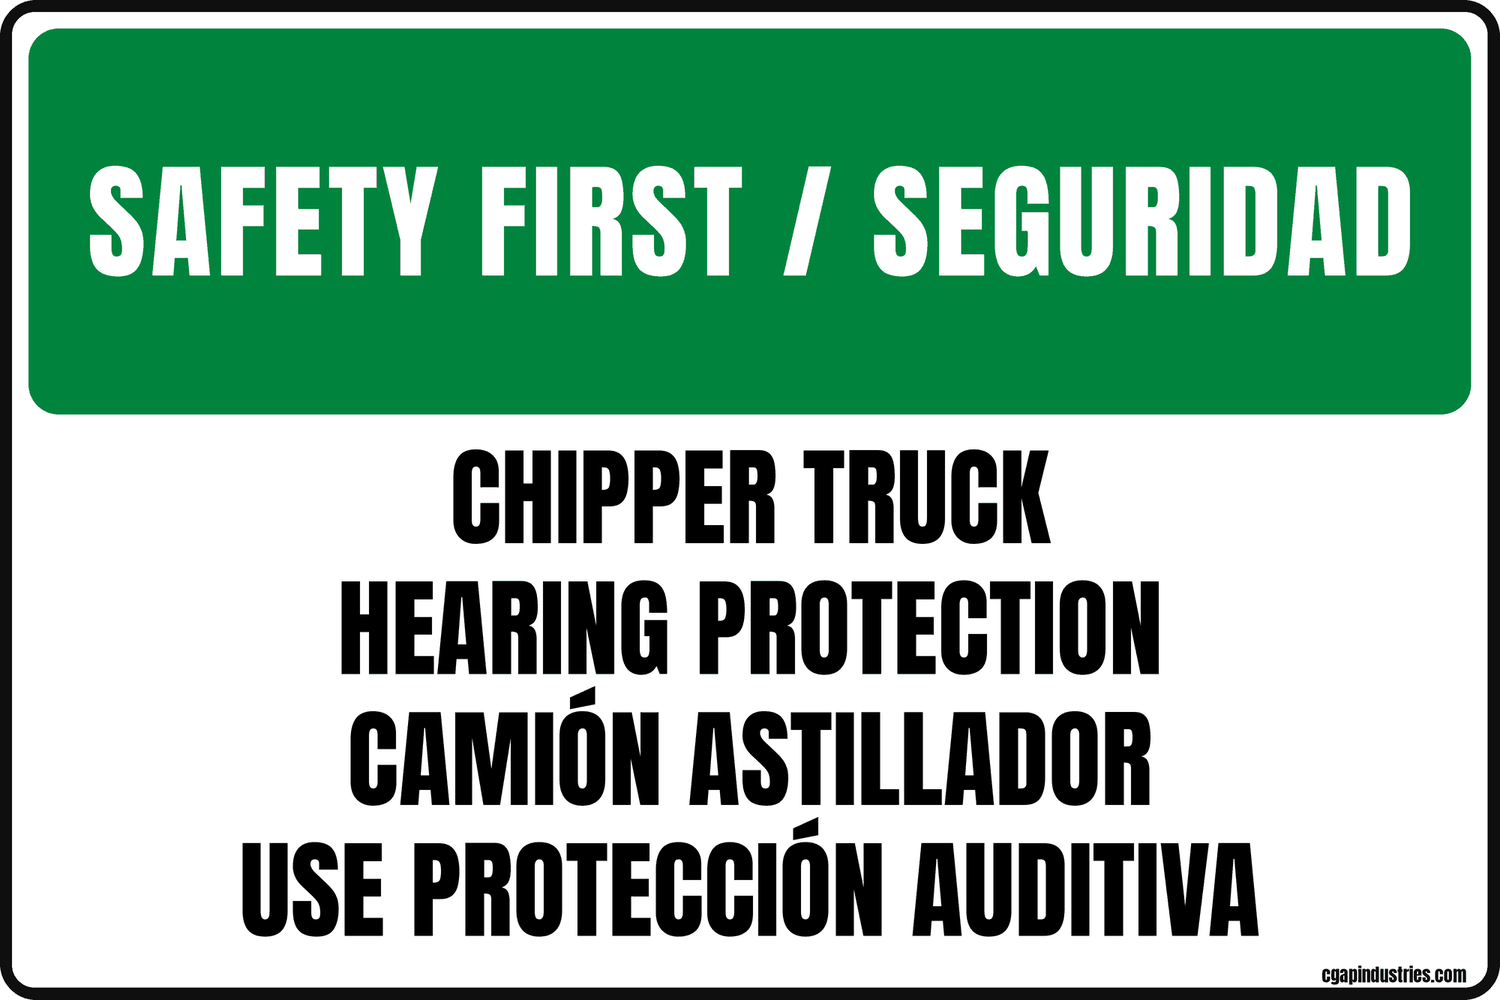 SAFETY FIRST / SEGURIDAD
CHIPPER TRUCK
HEARING PROTECTION
CAMIÓN ASTILLADOR
USE PROTECCIÓN AUDITIVA
cgapindustries.com